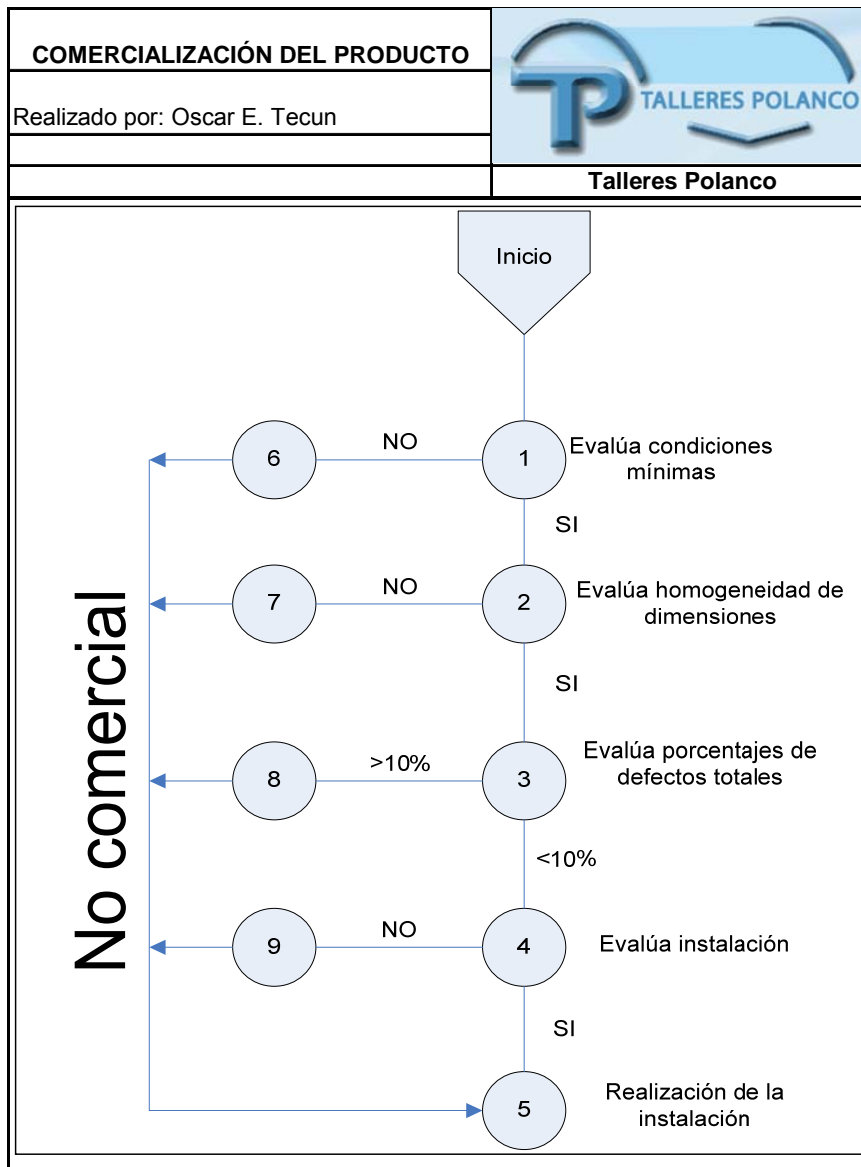 COMERCIALIZACIÓN DEL PRODUCTO
Realizado por: Oscar E. Tecun
TP
TALLERES POLANCO
Talleres Polanco
Inicio
6
NO
1
Evalúa condiciones
mínimas
SI
7
NO
2
Evalúa homogeneidad de
dimensiones
SI
8
>10%
3
Evalúa porcentajes de
defectos totales
<10%
9
NO
4
Evalúa instalación
SI
5
Realización de la
instalación
No comercial